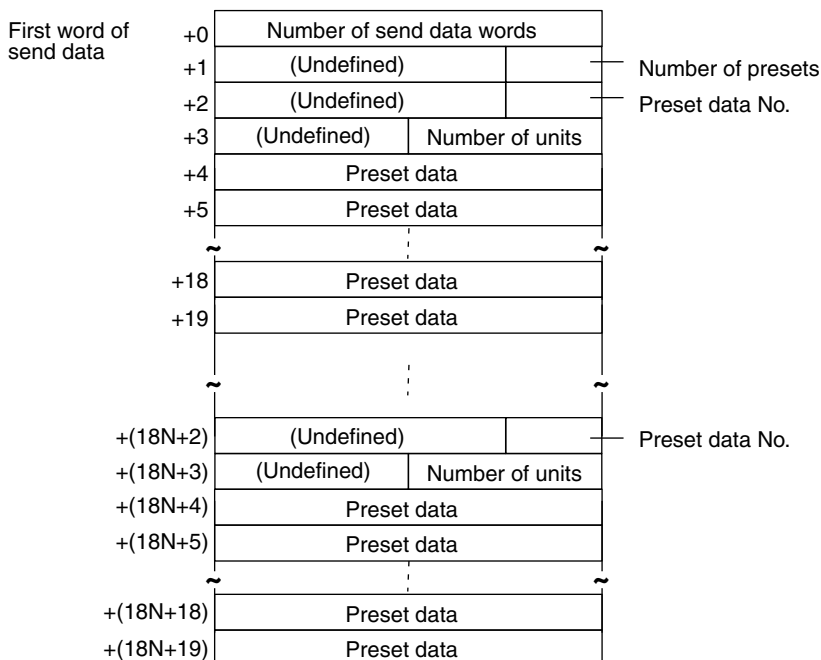 First word of
send data
+0 Number of send data words
+1 (Undefined) Number of presets
+2 (Undefined) Preset data No.
+3 (Undefined) Number of units
+4 Preset data
+5 Preset data
~ ~
+18 Preset data
+19 Preset data
~ ~
+(18N+2) (Undefined) Preset data No.
+(18N+3) (Undefined) Number of units
+(18N+4) Preset data
+(18N+5) Preset data
~ ~
+(18N+18) Preset data
+(18N+19) Preset data